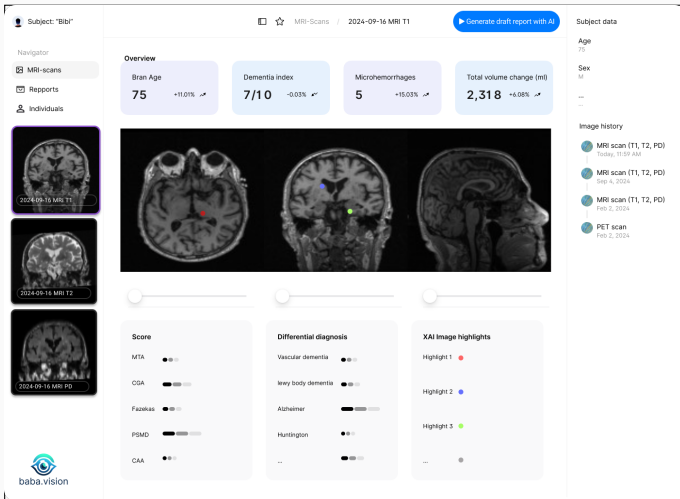 Subject: "Bibi"
MRI-Scans / 2024-09-16 MRI T1
Generate draft report with AI
Subject data
Age
75
Sex
M
...
...
Navigator
MRI-scans
Repports
Individuals
2024-09-16 MRI T1
2024-09-16 MRI T2
2024-09-16 MRI PD
baba.vision
Overview
Bran Age
75 +11.01%
Dementia index
7/10 -0.03%
Microhemorrhages
5 +15.03%
Total volume change (ml)
2,318 +6.08%
Image history
MRI scan (T1, T2, PD)
Today, 11:59 AM
MRI scan (T1, T2, PD)
Sep 4, 2024
MRI scan (T1, T2, PD)
Feb 2, 2024
PET scan
Feb 2, 2024
Score
MTA
CGA
Fazekas
PSMD
CAA
Differential diagnosis
Vascular dementia
lewy body dementia
Alzheimer
Huntington
...
XAI Image highlights
Highlight 1
Highlight 2
Highlight 3
...